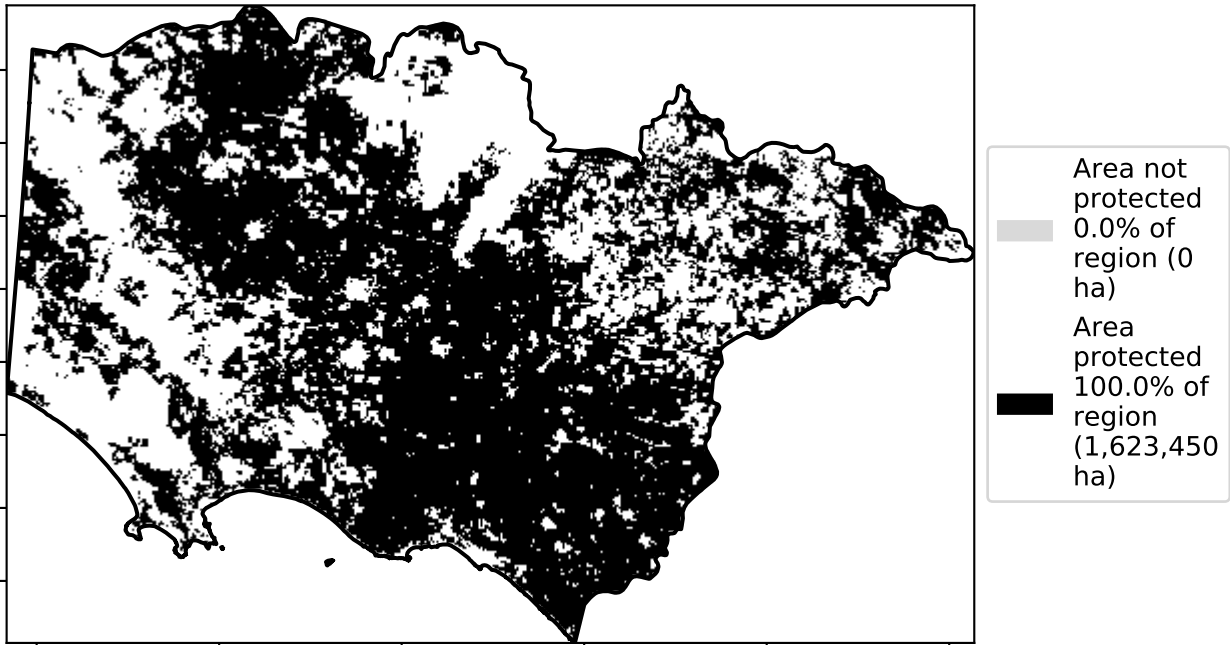 Area not
protected
0.0% of
region (0
ha)
Area
protected
100.0% of
region
(1,623,450
ha)